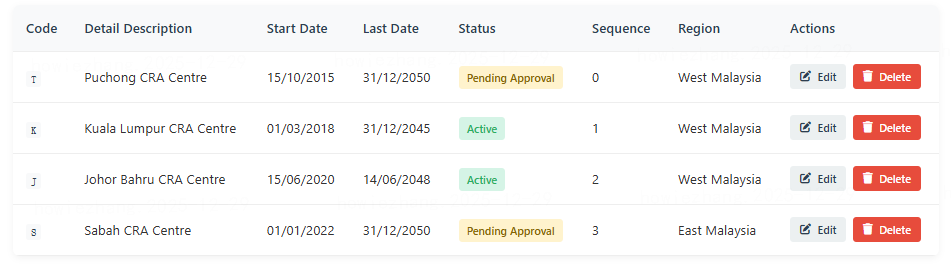 Code Detail Description Start Date Last Date Status Sequence Region Actions
T Puchong CRA Centre 15/10/2015 31/12/2050 Pending Approval 0 West Malaysia Edit Delete
K Kuala Lumpur CRA Centre 01/03/2018 31/12/2045 Active 1 West Malaysia Edit Delete
J Johor Bahru CRA Centre 15/06/2020 14/06/2048 Active 2 West Malaysia Edit Delete
S Sabah CRA Centre 01/01/2022 31/12/2050 Pending Approval 3 East Malaysia Edit Delete